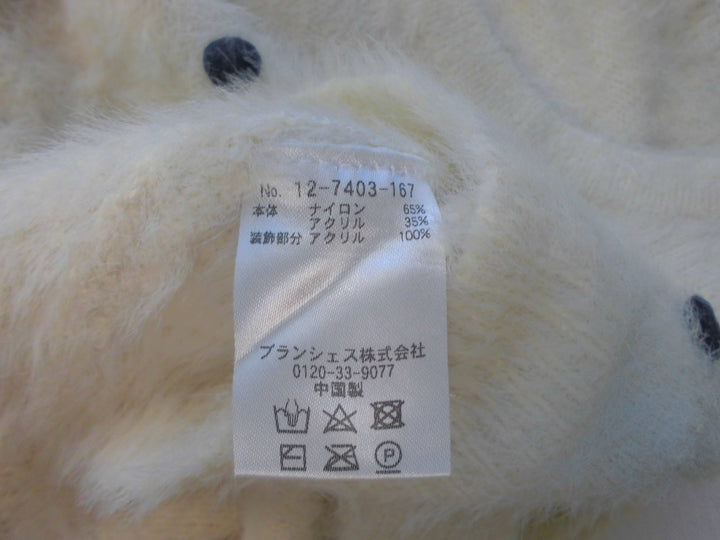 No. 12-7403-167
本体 ナイロン 65%
アクリル 35%
装飾部分 アクリル 100%
ブランシェス株式会社
0120-33-9077
中国製
P